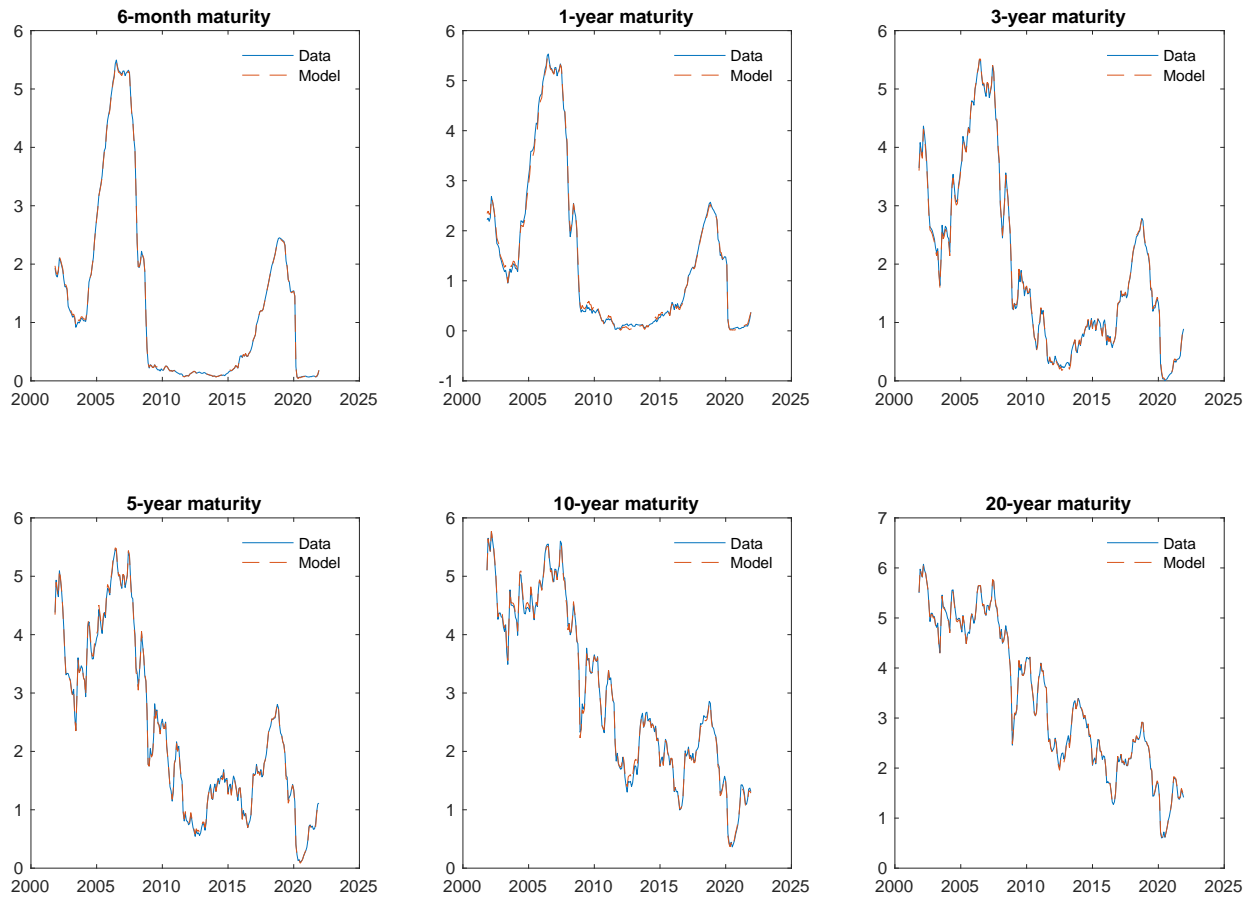 6-month maturity
6
5
4
3
2
1
0
2000 2005 2010 2015 2020 2025
Data
Model
1-year maturity
6
5
4
3
2
1
0
-1
2000 2005 2010 2015 2020 2025
Data
Model
3-year maturity
6
5
4
3
2
1
0
2000 2005 2010 2015 2020 2025
Data
Model
5-year maturity
6
5
4
3
2
1
0
2000 2005 2010 2015 2020 2025
Data
Model
10-year maturity
6
5
4
3
2
1
0
2000 2005 2010 2015 2020 2025
Data
Model
20-year maturity
7
6
5
4
3
2
1
0
2000 2005 2010 2015 2020 2025
Data
Model